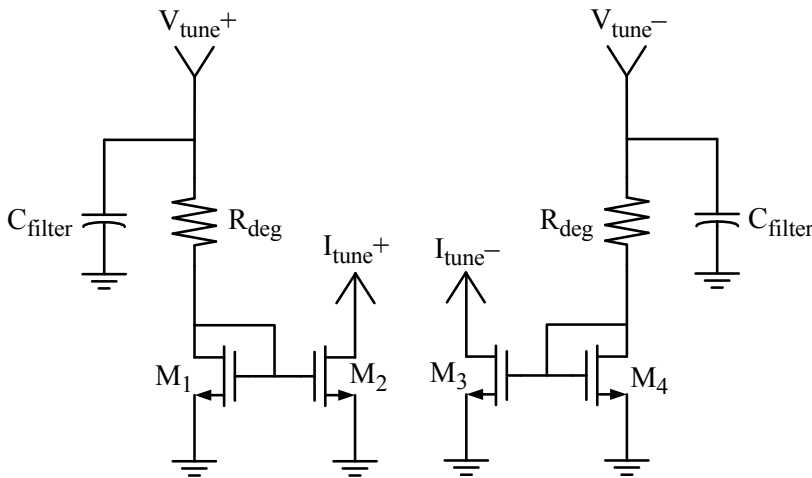 Vtune+
Vtune−
Cfilter
Rdeg
Itune+
Itune−
Rdeg
Cfilter
M1
M2
M3
M4